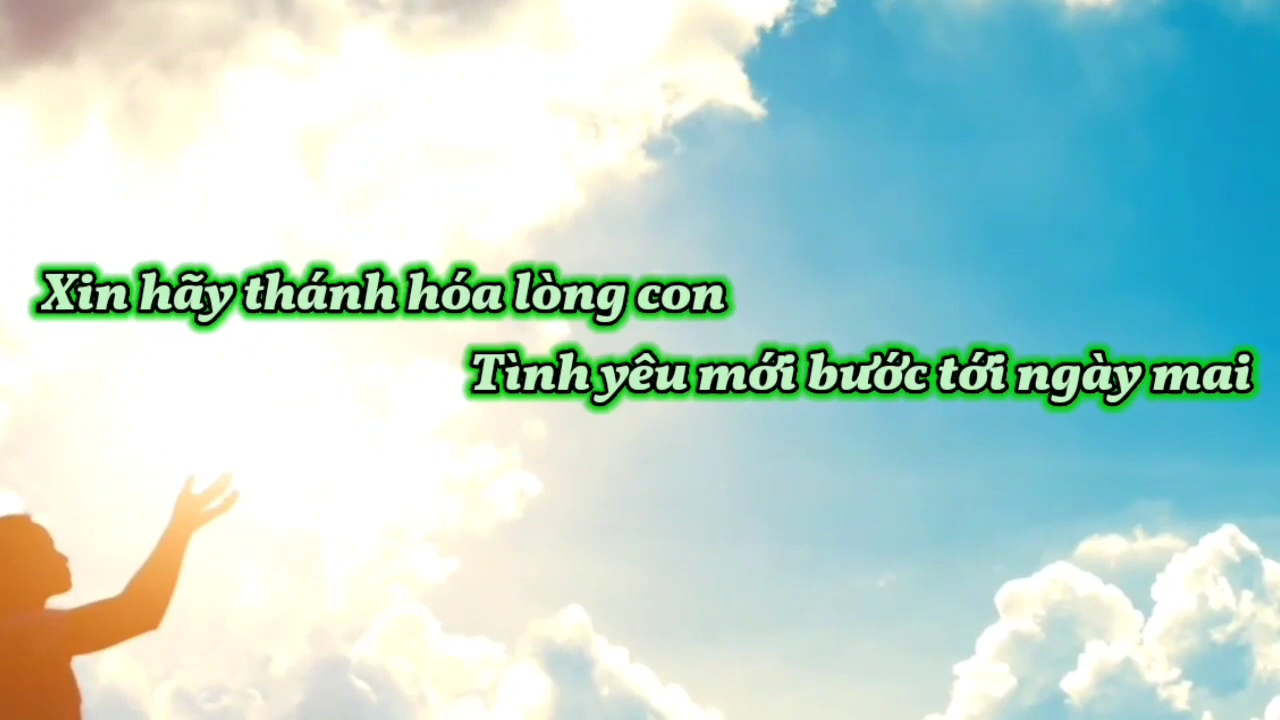 Xin hãy thánh hóa lòng con
Tình yêu mới bước tới ngày mai